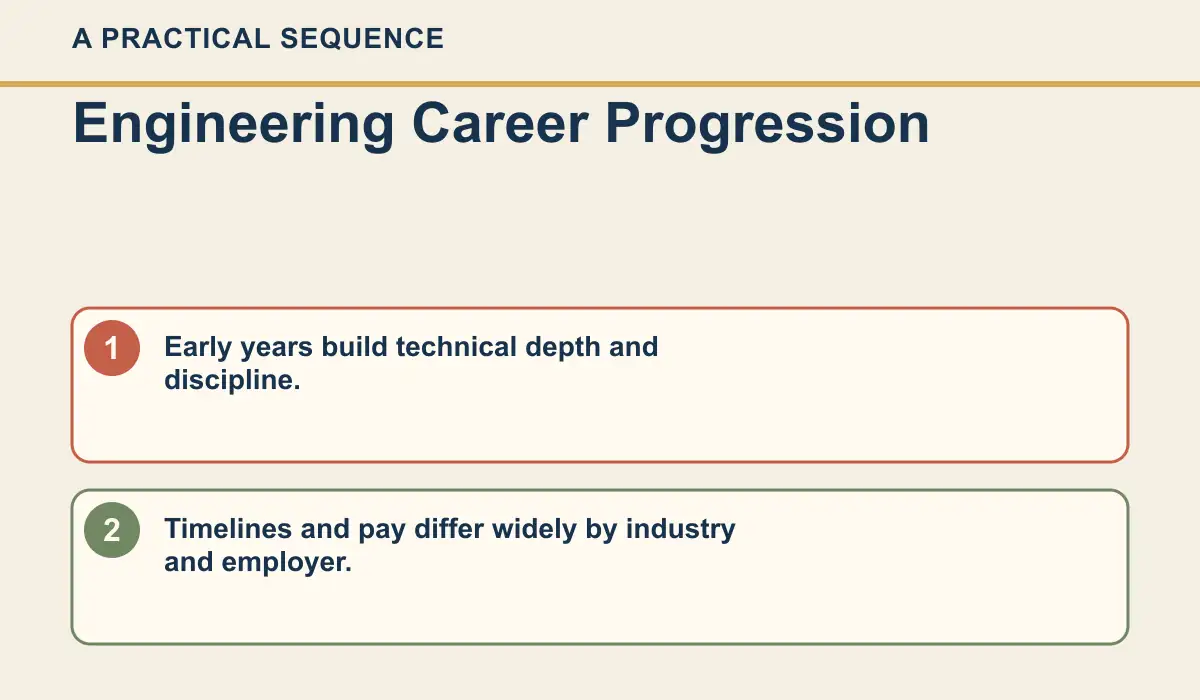 A PRACTICAL SEQUENCE
Engineering Career Progression
1
Early years build technical depth and
discipline.
2
Timelines and pay differ widely by industry
and employer.